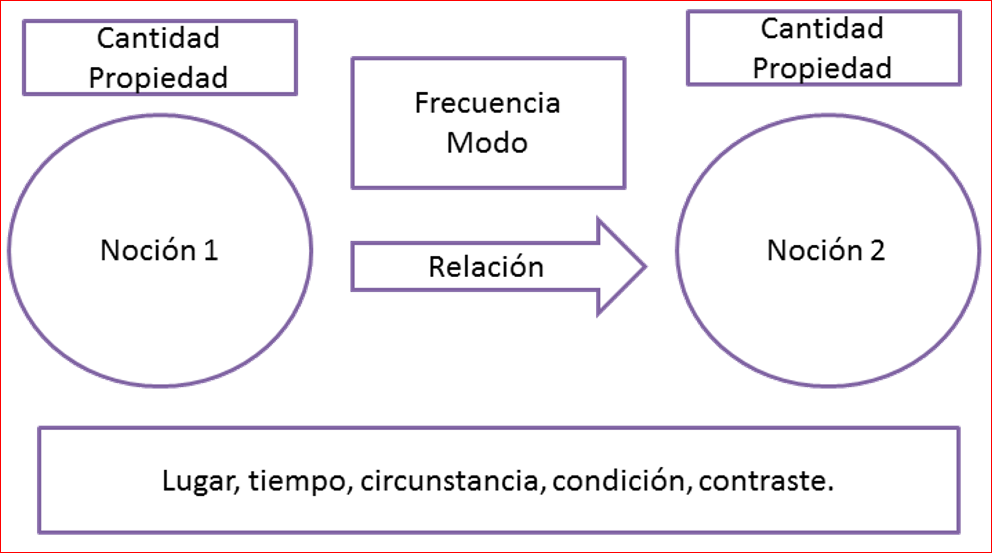 Cantidad
Propiedad
Frecuencia
Modo
Cantidad
Propiedad
Noción 1
Relación
Noción 2
Lugar, tiempo, circunstancia, condición, contraste.